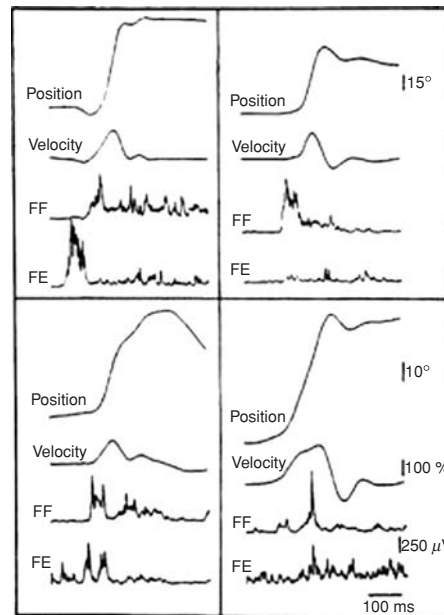 Position
Velocity
FF
FE
Position
15°
Velocity
FF
FE
Position
Velocity
FF
FE
Position
10°
Velocity
100 %
FF
250 μV
FE
100 ms